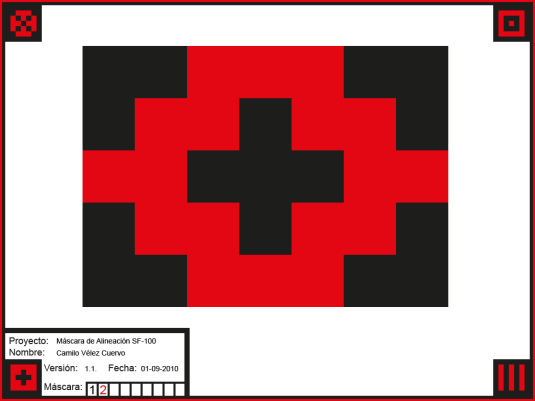 Proyecto: Máscara de Alineación SF-100
Nombre: Camilo Vélez Cuervo
Versión: 1.1. Fecha: 01-09-2010
Máscara: 1 2